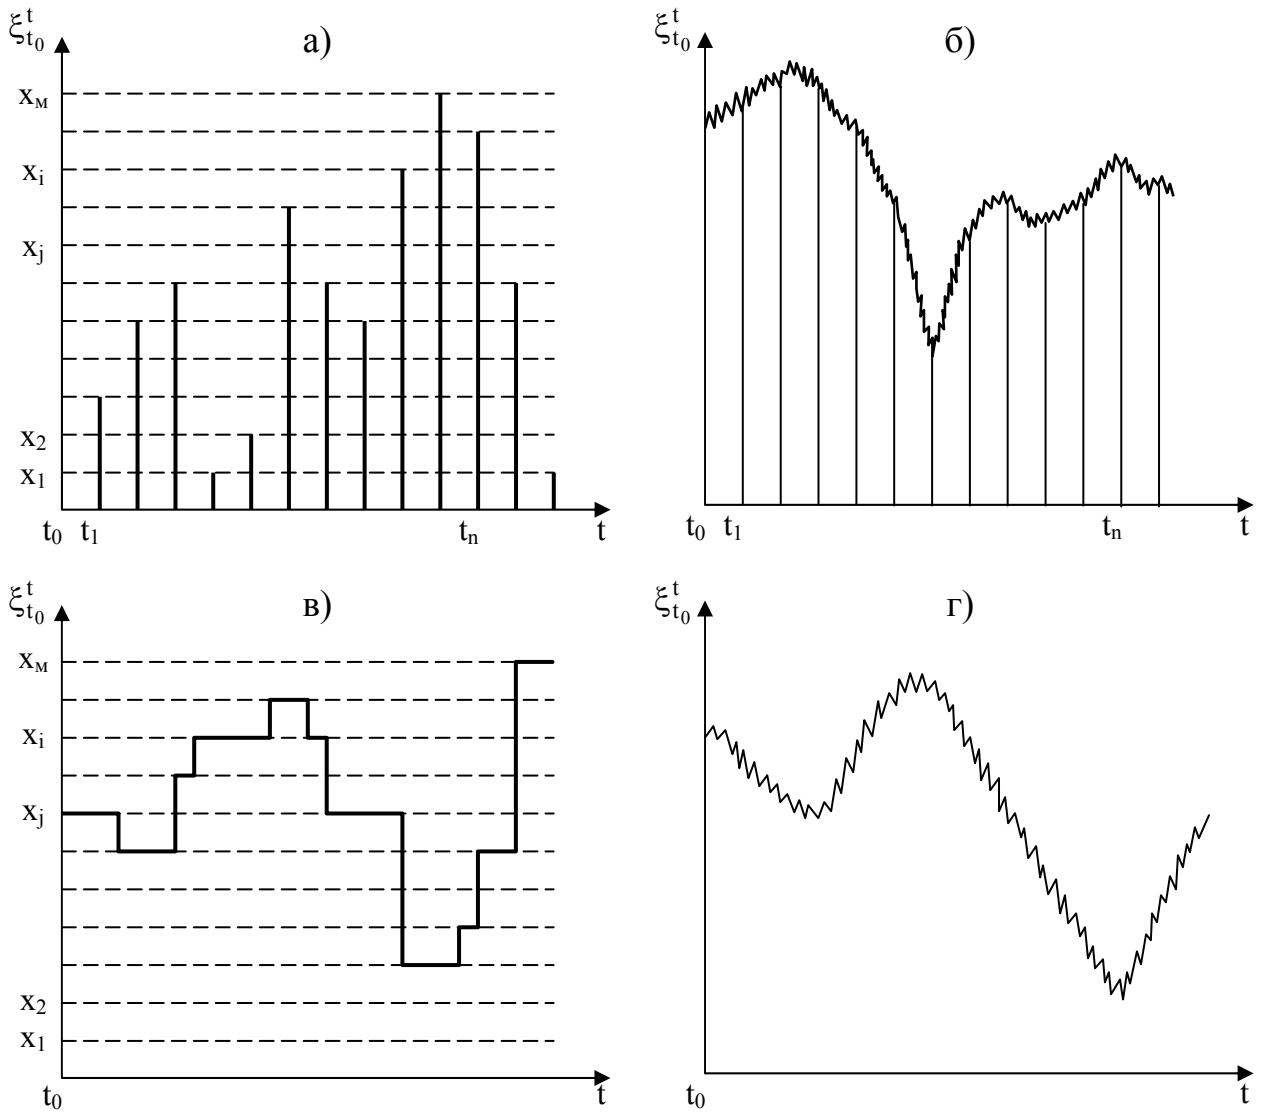 ξ_{t_0}^t
а)
x_м
x_i
x_j
x_2
x_1
t_0 t_1 t_n t
ξ_{t_0}^t
б)
t_0 t_1 t_n t
ξ_{t_0}^t
в)
x_м
x_i
x_j
x_2
x_1
t_0 t
ξ_{t_0}^t
г)
t_0 t